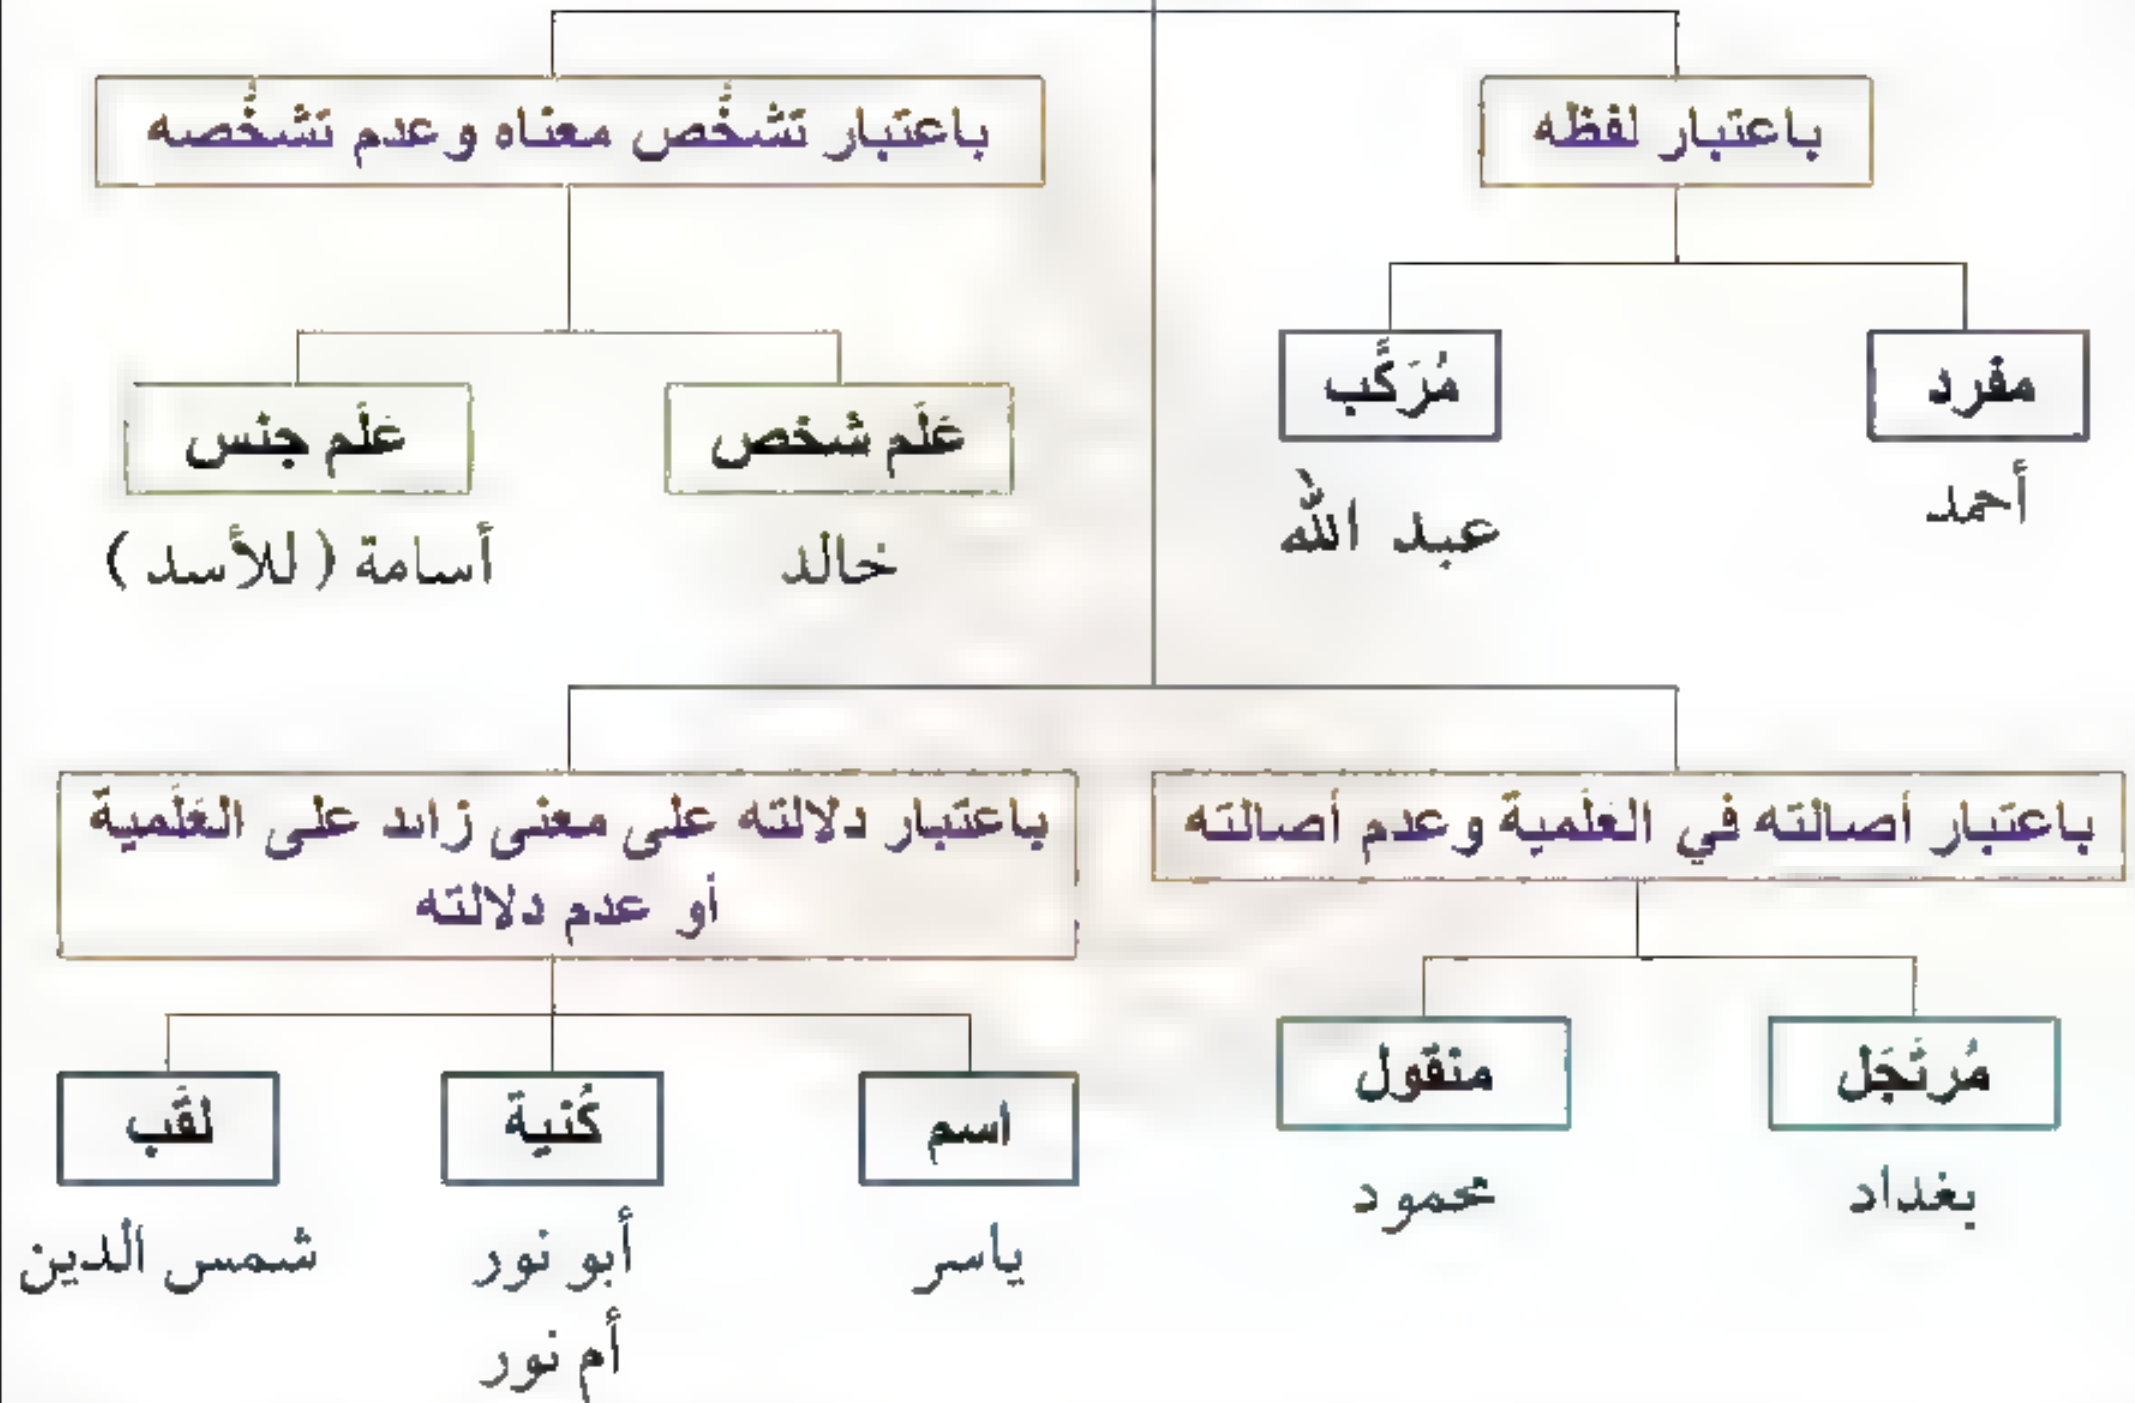 باعتبار لفظه
باعتبار تشخُّص معناه وعدم تشخُّصه
مفرد
مُرَكَّب
أحمد
عبد الله
عَلَم شخص
عَلَم جنس
خالد
أسامة ( للأسد )
باعتبار أصالته في العَلَمية وعدم أصالته
باعتبار دلالته على معنى زائد على العَلَمية
أو عدم دلالته
مُرتَجَل
منقول
بغداد
محمود
اسم
كُنية
لقَب
ياسر
أبو نور
شمس الدين
أم نور